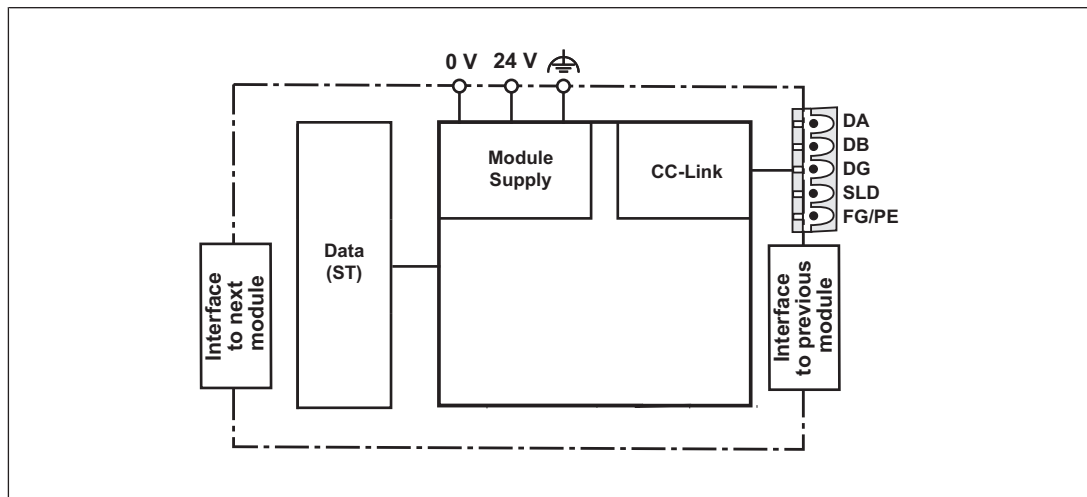 0 V 24 V
DA
DB
DG
SLD
FG/PE
Module
Supply
CC-Link
Data
(ST)
Interface
to next
module
Interface
to previous
module